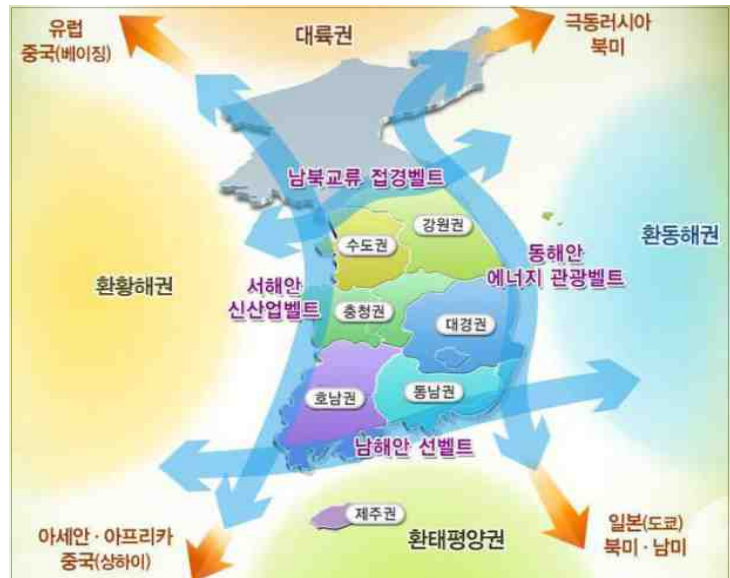 유럽
중국(베이징)
대륙권
극동러시아
북미
남북교류 접경벨트
수도권
강원권
환황해권
서해안
신산업벨트
동해안
에너지 관광벨트
환동해권
충청권
대경권
호남권
동남권
남해안 선벨트
제주권
환태평양권
아세안·아프리카
중국(상하이)
일본(도쿄)
북미·남미